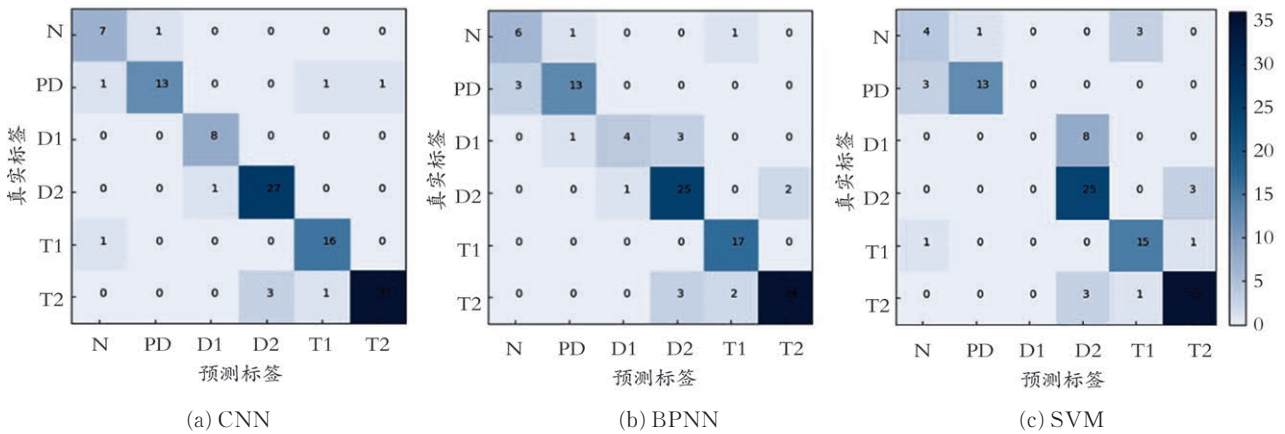 N 7 1 0 0 0 0
PD 1 13 0 0 1 1
D1 0 0 8 0 0 0
D2 0 0 1 27 0 0
T1 1 0 0 0 16 0
T2 0 0 0 3 1
N PD D1 D2 T1 T2
真实标签
预测标签
(a) CNN
N 6 1 0 0 1 0
PD 3 13 0 0 0 0
D1 0 1 4 3 0 0
D2 0 0 1 25 0 2
T1 0 0 0 0 17 0
T2 0 0 0 3 2
N PD D1 D2 T1 T2
真实标签
预测标签
(b) BPNN
N 4 1 0 0 3 0
PD 3 13 0 0 0 0
D1 0 0 0 8 0 0
D2 0 0 0 25 0 3
T1 1 0 0 0 15 1
T2 0 0 0 3 1
N PD D1 D2 T1 T2
真实标签
预测标签
(c) SVM
35
30
25
20
15
10
5
0